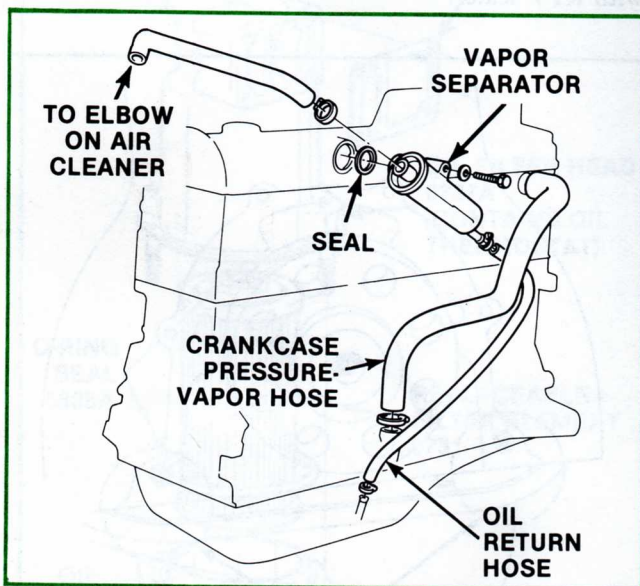 VAPOR
SEPARATOR
TO ELBOW
ON AIR
CLEANER
SEAL
CRANKCASE
PRESSURE-
VAPOR HOSE
OIL
RETURN
HOSE